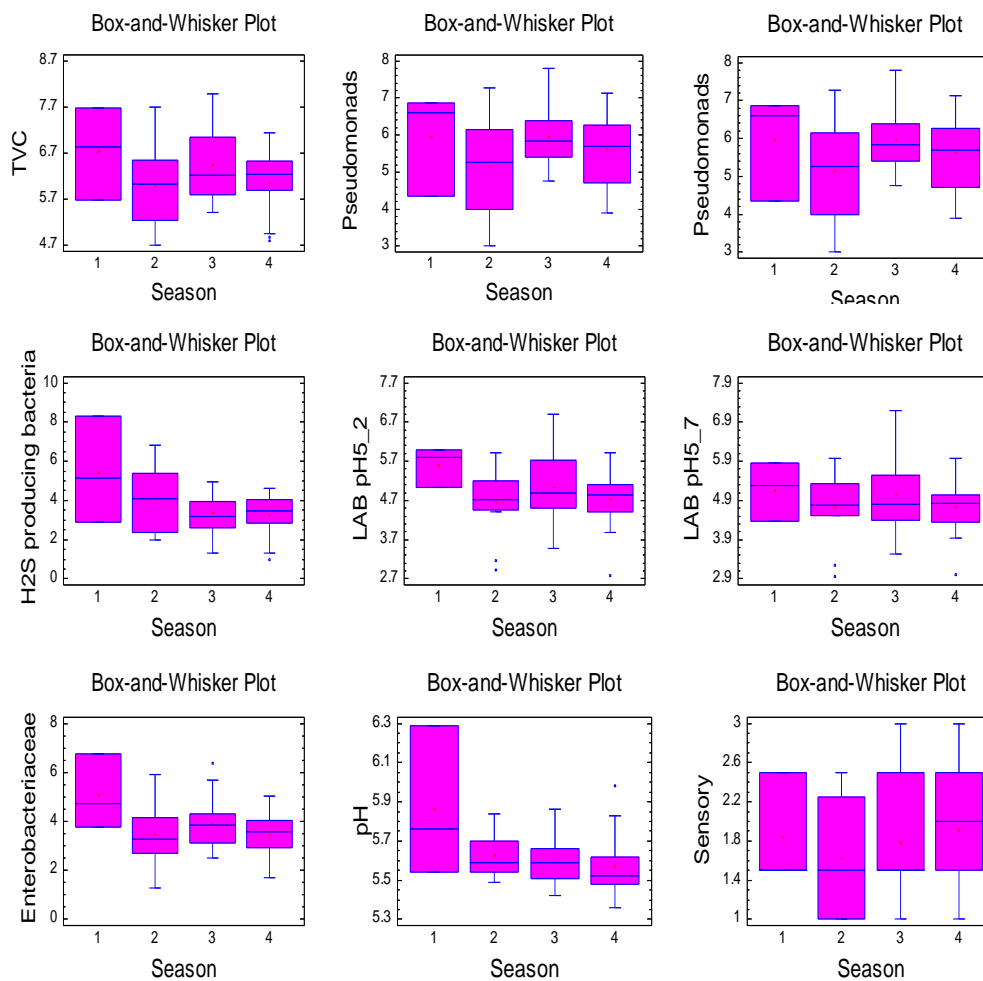 Box-and-Whisker Plot
TVC
8.7
7.7
6.7
5.7
4.7
1 2 3 4
Season
Box-and-Whisker Plot
Pseudomonads
8
7
6
5
4
3
1 2 3 4
Season
Box-and-Whisker Plot
Pseudomonads
8
7
6
5
4
3
1 2 3 4
Season
Box-and-Whisker Plot
H2S producing bacteria
10
8
6
4
2
0
1 2 3 4
Season
Box-and-Whisker Plot
LAB pH5_2
7.7
6.7
5.7
4.7
3.7
2.7
1 2 3 4
Season
Box-and-Whisker Plot
LAB pH5_7
7.9
6.9
5.9
4.9
3.9
2.9
1 2 3 4
Season
Box-and-Whisker Plot
Enterobacteriaceae
8
6
4
2
0
1 2 3 4
Season
Box-and-Whisker Plot
pH
6.3
6.1
5.9
5.7
5.5
5.3
1 2 3 4
Season
Box-and-Whisker Plot
Sensory
3
2.6
2.2
1.8
1.4
1
1 2 3 4
Season